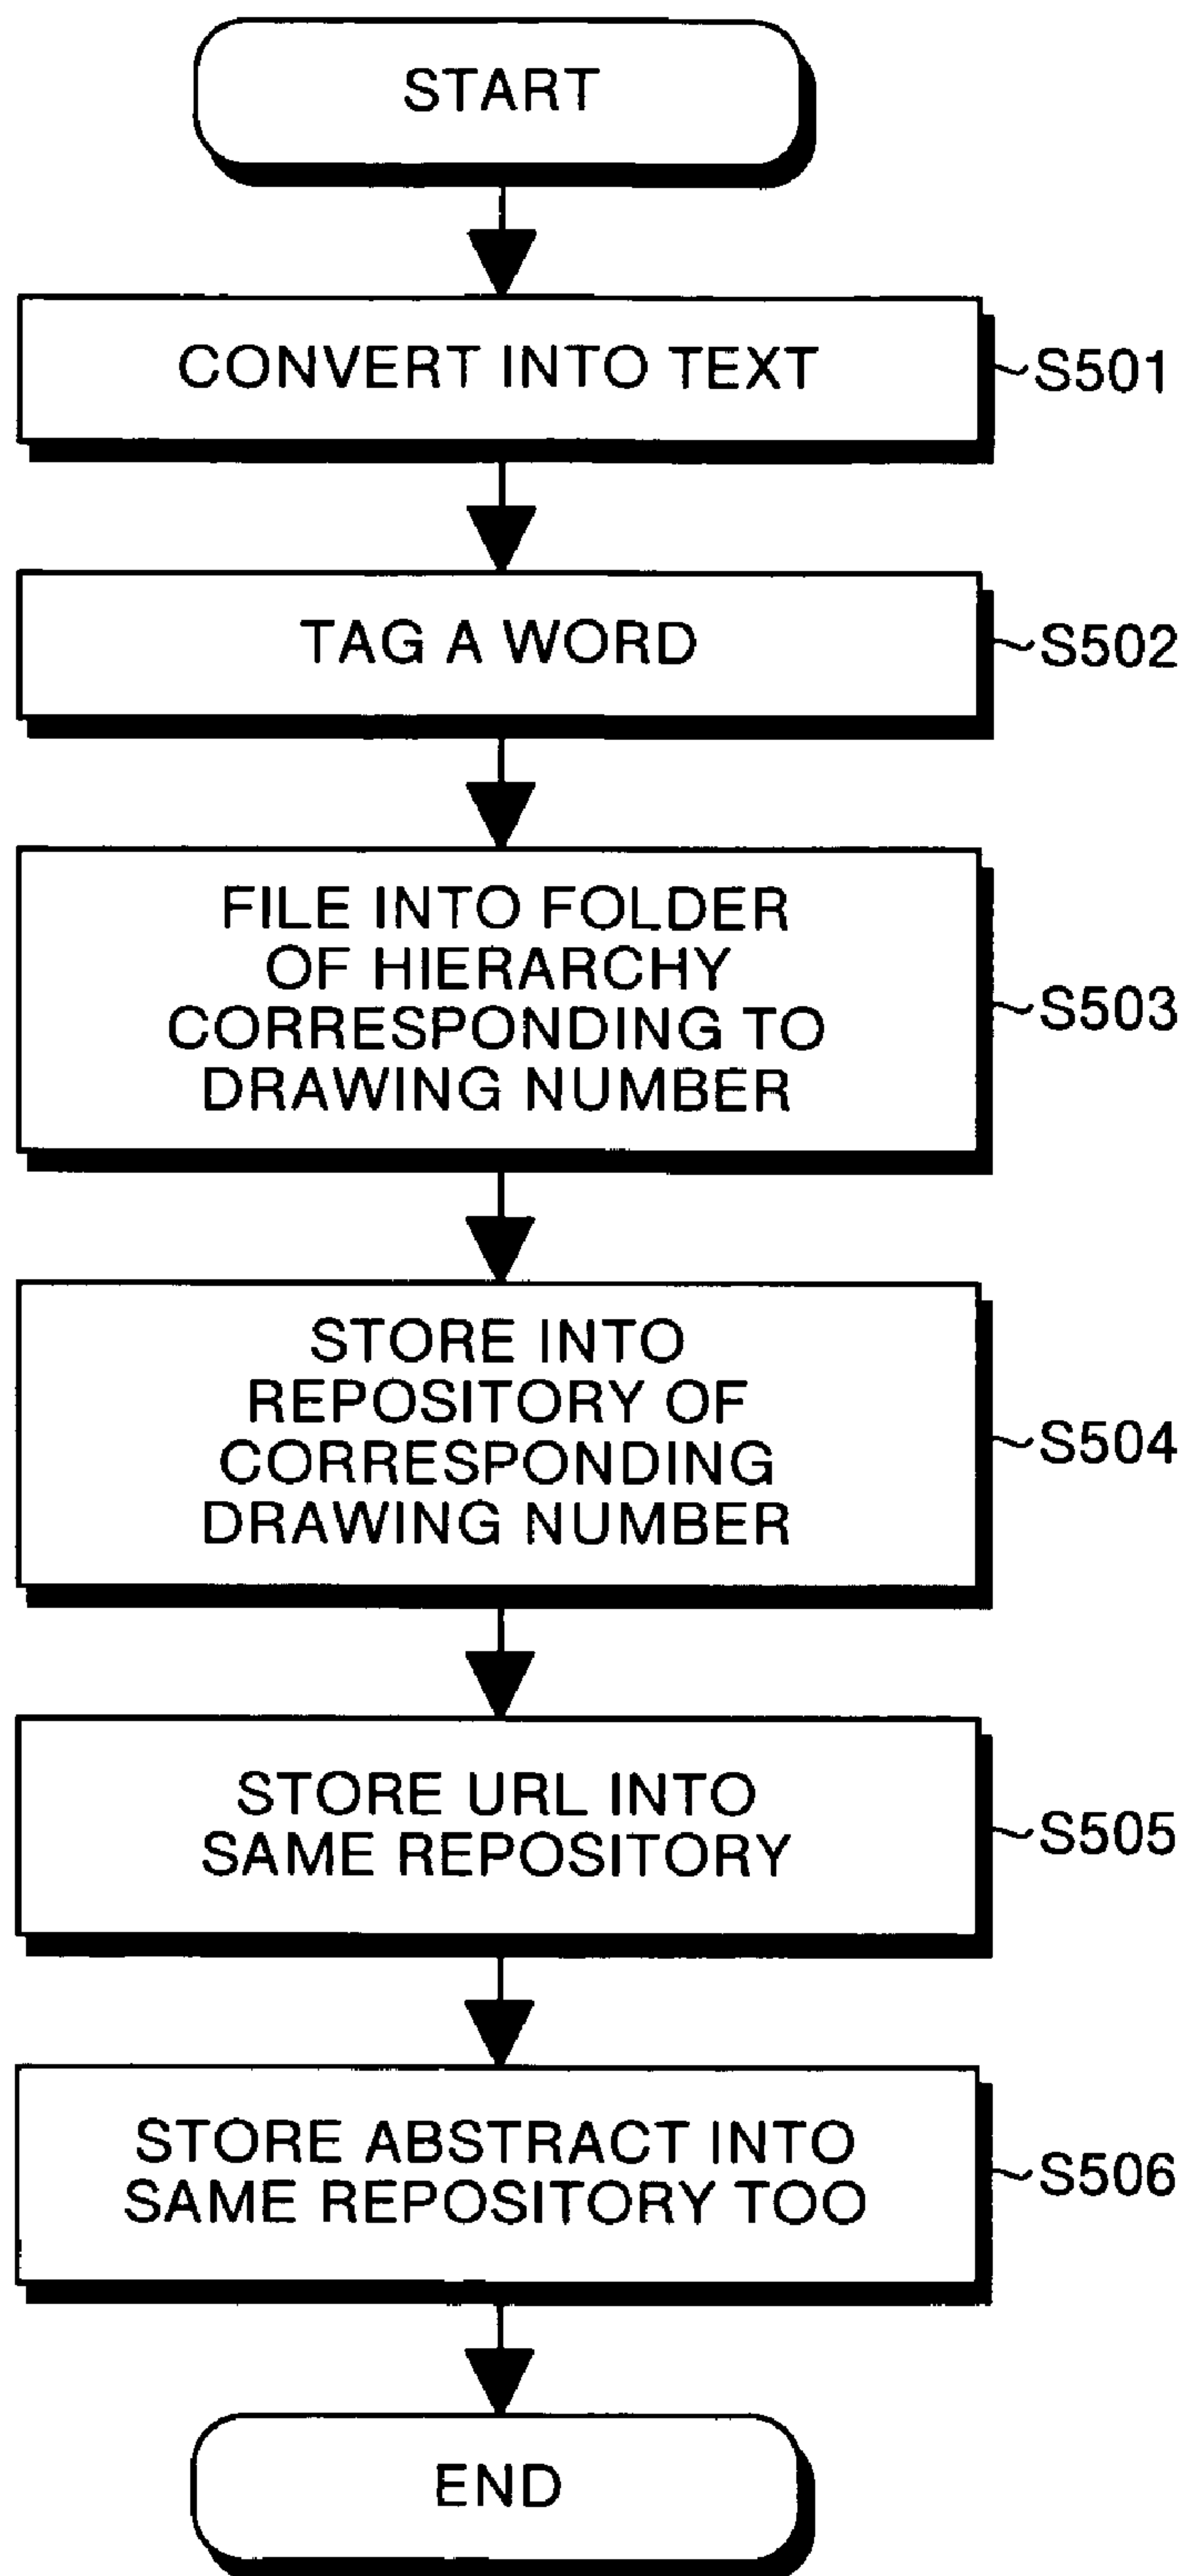 START
CONVERT INTO TEXT
S501
TAG A WORD
S502
FILE INTO FOLDER
OF HIERARCHY
CORRESPONDING TO
DRAWING NUMBER
S503
STORE INTO
REPOSITORY OF
CORRESPONDING
DRAWING NUMBER
S504
STORE URL INTO
SAME REPOSITORY
S505
STORE ABSTRACT INTO
SAME REPOSITORY TOO
S506
END